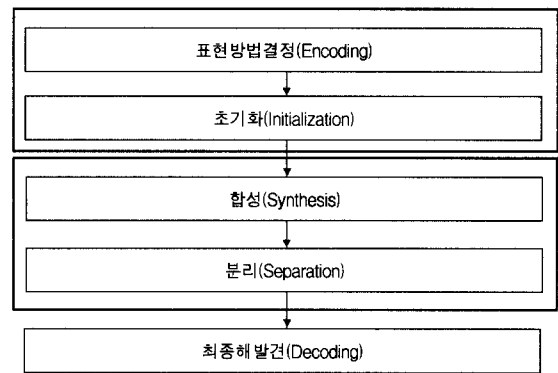 표현방법결정(Encoding)
초기화(Initialization)
합성(Synthesis)
분리(Separation)
최종해발견(Decoding)